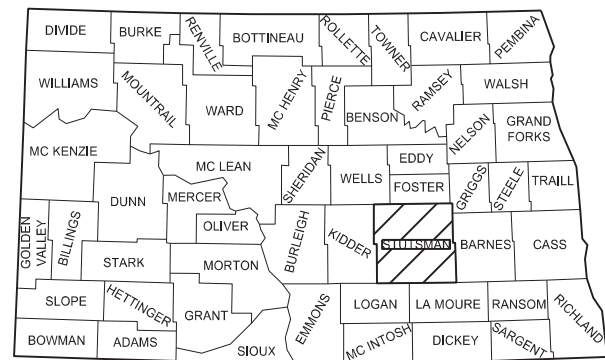 DIVIDE
BURKE
RENVILLE
BOTTINEAU
ROLLETTE
TOWNER
CAVALIER
PEMBINA
WILLIAMS
MOUNTRAIL
WARD
MC HENRY
PIERCE
BENSON
RAMSEY
WALSH
NELSON
GRAND
FORKS
MC KENZIE
DUNN
MC LEAN
MERCER
OLIVER
SHERIDAN
WELLS
EDDY
FOSTER
GRIGGS
STEELE
TRAILL
GOLDEN
VALLEY
BILLINGS
STARK
MORTON
BURLEIGH
KIDDER
STUTSMAN
BARNES
CASS
SLOPE
HETTINGER
GRANT
EMMONS
LOGAN
LA MOURE
RANSOM
RICHLAND
BOWMAN
ADAMS
SIOUX
MC INTOSH
DICKEY
SARGENT